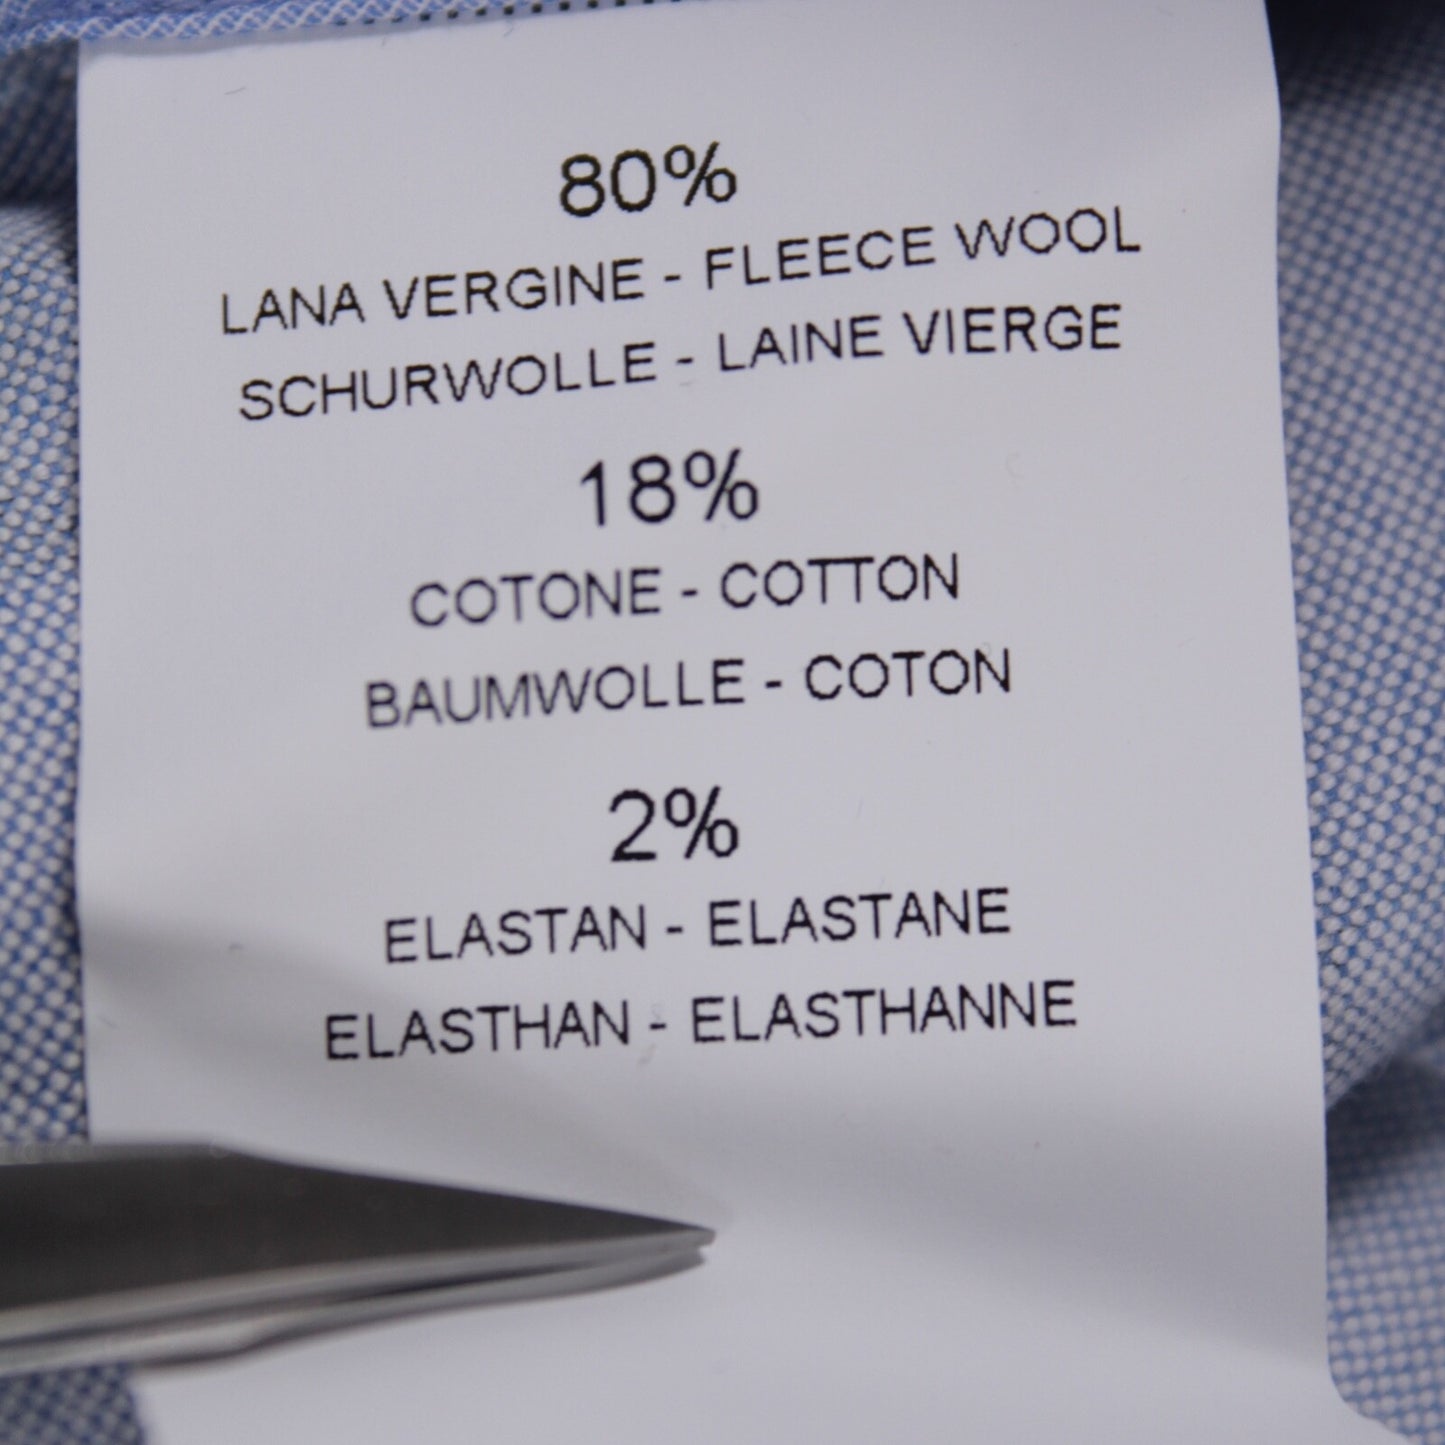 80%
LANA VERGINE - FLEECE WOOL
SCHURWOLLE - LAINE VIERGE
18%
COTONE - COTTON
BAUMWOLLE - COTON
2%
ELASTAN - ELASTANE
ELASTHAN - ELASTHANNE